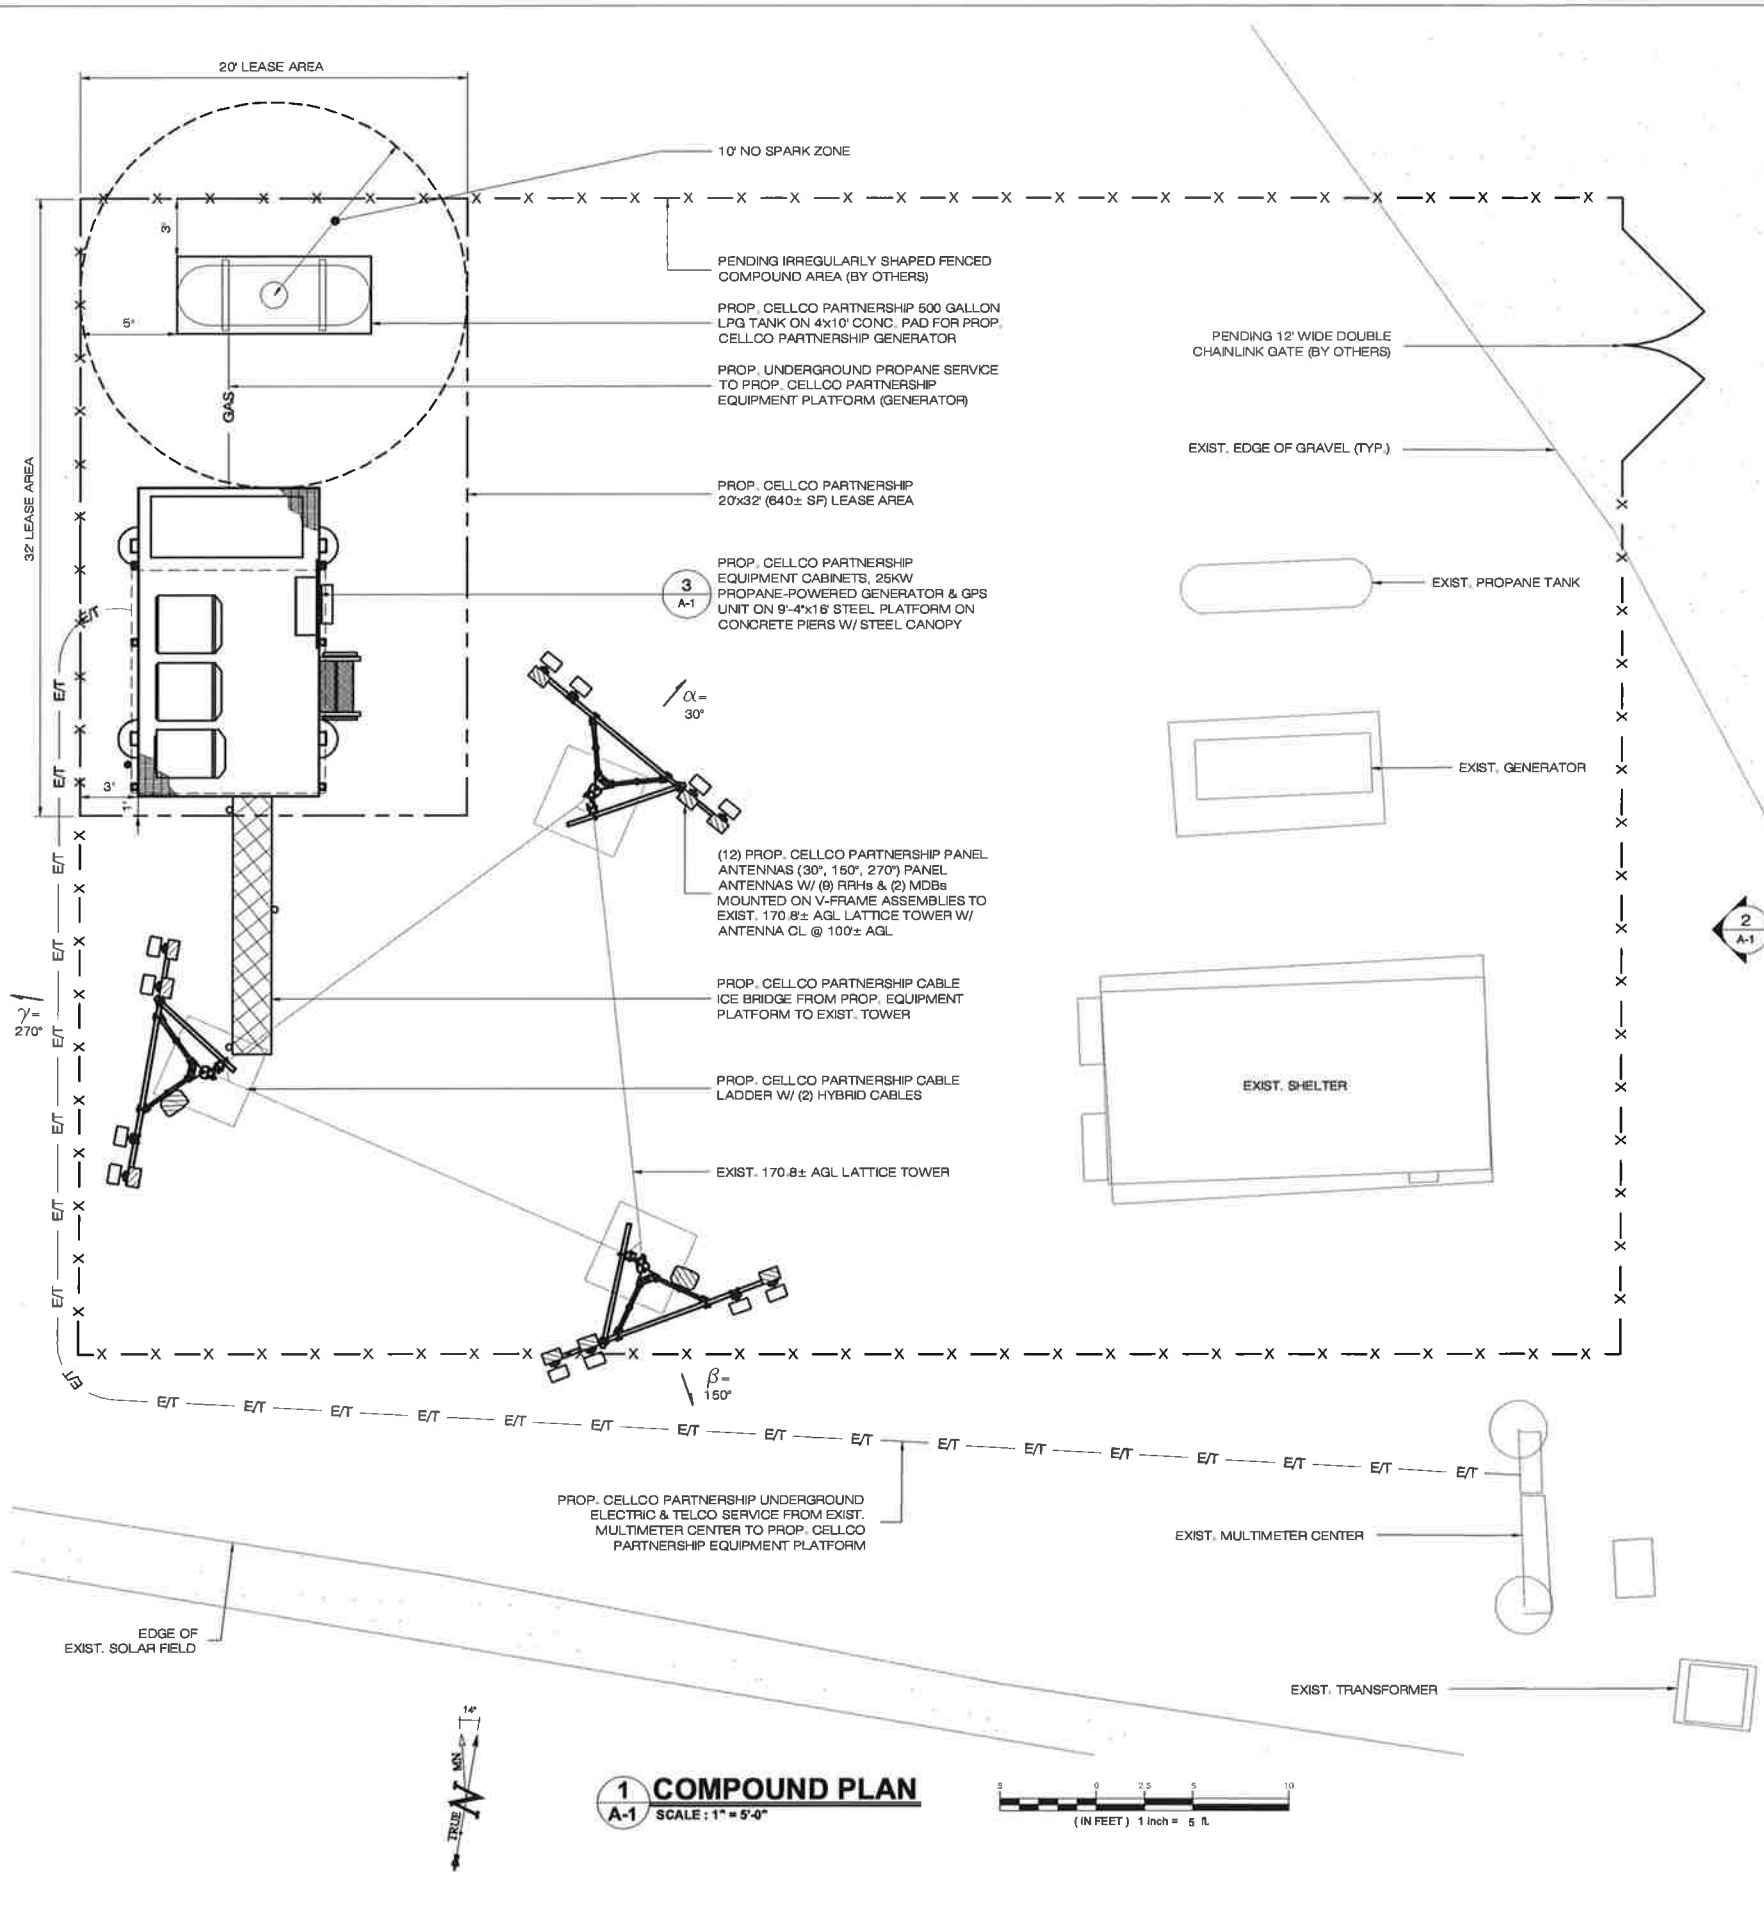 20' LEASE AREA
10' NO SPARK ZONE
3'
PENDING IRREGULARLY SHAPED FENCED
COMPOUND AREA (BY OTHERS)
PROP. CELLCO PARTNERSHIP 500 GALLON
LPG TANK ON 4'x10' CONC. PAD FOR PROP.
CELLCO PARTNERSHIP GENERATOR
5'
PENDING 12' WIDE DOUBLE
CHAINLINK GATE (BY OTHERS)
PROP. UNDERGROUND PROPANE SERVICE
TO PROP. CELLCO PARTNERSHIP
EQUIPMENT PLATFORM (GENERATOR)
GAS
EXIST. EDGE OF GRAVEL (TYP.)
32' LEASE AREA
PROP. CELLCO PARTNERSHIP
20'x32' (640± SF) LEASE AREA
3
A-1
PROP. CELLCO PARTNERSHIP
EQUIPMENT CABINETS, 25KW
PROPANE-POWERED GENERATOR & GPS
UNIT ON 9'-4"x16' STEEL PLATFORM ON
CONCRETE PIERS W/ STEEL CANOPY
EXIST. PROPANE TANK
α=
30°
EXIST. GENERATOR
3'
1'
(12) PROP. CELLCO PARTNERSHIP PANEL
ANTENNAS (30°, 150°, 270°) PANEL
ANTENNAS W/ (9) RRHs & (2) MDBs
MOUNTED ON V-FRAME ASSEMBLIES TO
EXIST. 170.8'± AGL LATTICE TOWER W/
ANTENNA CL @ 100'± AGL
2
A-1
PROP. CELLCO PARTNERSHIP CABLE
ICE BRIDGE FROM PROP. EQUIPMENT
PLATFORM TO EXIST. TOWER
γ=
270°
PROP. CELLCO PARTNERSHIP CABLE
LADDER W/ (2) HYBRID CABLES
EXIST. SHELTER
EXIST. 170.8± AGL LATTICE TOWER
E/T E/T E/T E/T E/T E/T E/T E/T E/T E/T
β=
150°
E/T E/T E/T E/T E/T E/T E/T E/T E/T E/T E/T E/T E/T E/T E/T E/T
PROP. CELLCO PARTNERSHIP UNDERGROUND
ELECTRIC & TELCO SERVICE FROM EXIST.
MULTIMETER CENTER TO PROP. CELLCO
PARTNERSHIP EQUIPMENT PLATFORM
EXIST. MULTIMETER CENTER
EDGE OF
EXIST. SOLAR FIELD
EXIST. TRANSFORMER
14°
MN
TRUE
N
1
A-1
COMPOUND PLAN
SCALE : 1" = 5'-0"
5 0 2.5 5 10
( IN FEET ) 1 inch = 5 ft.